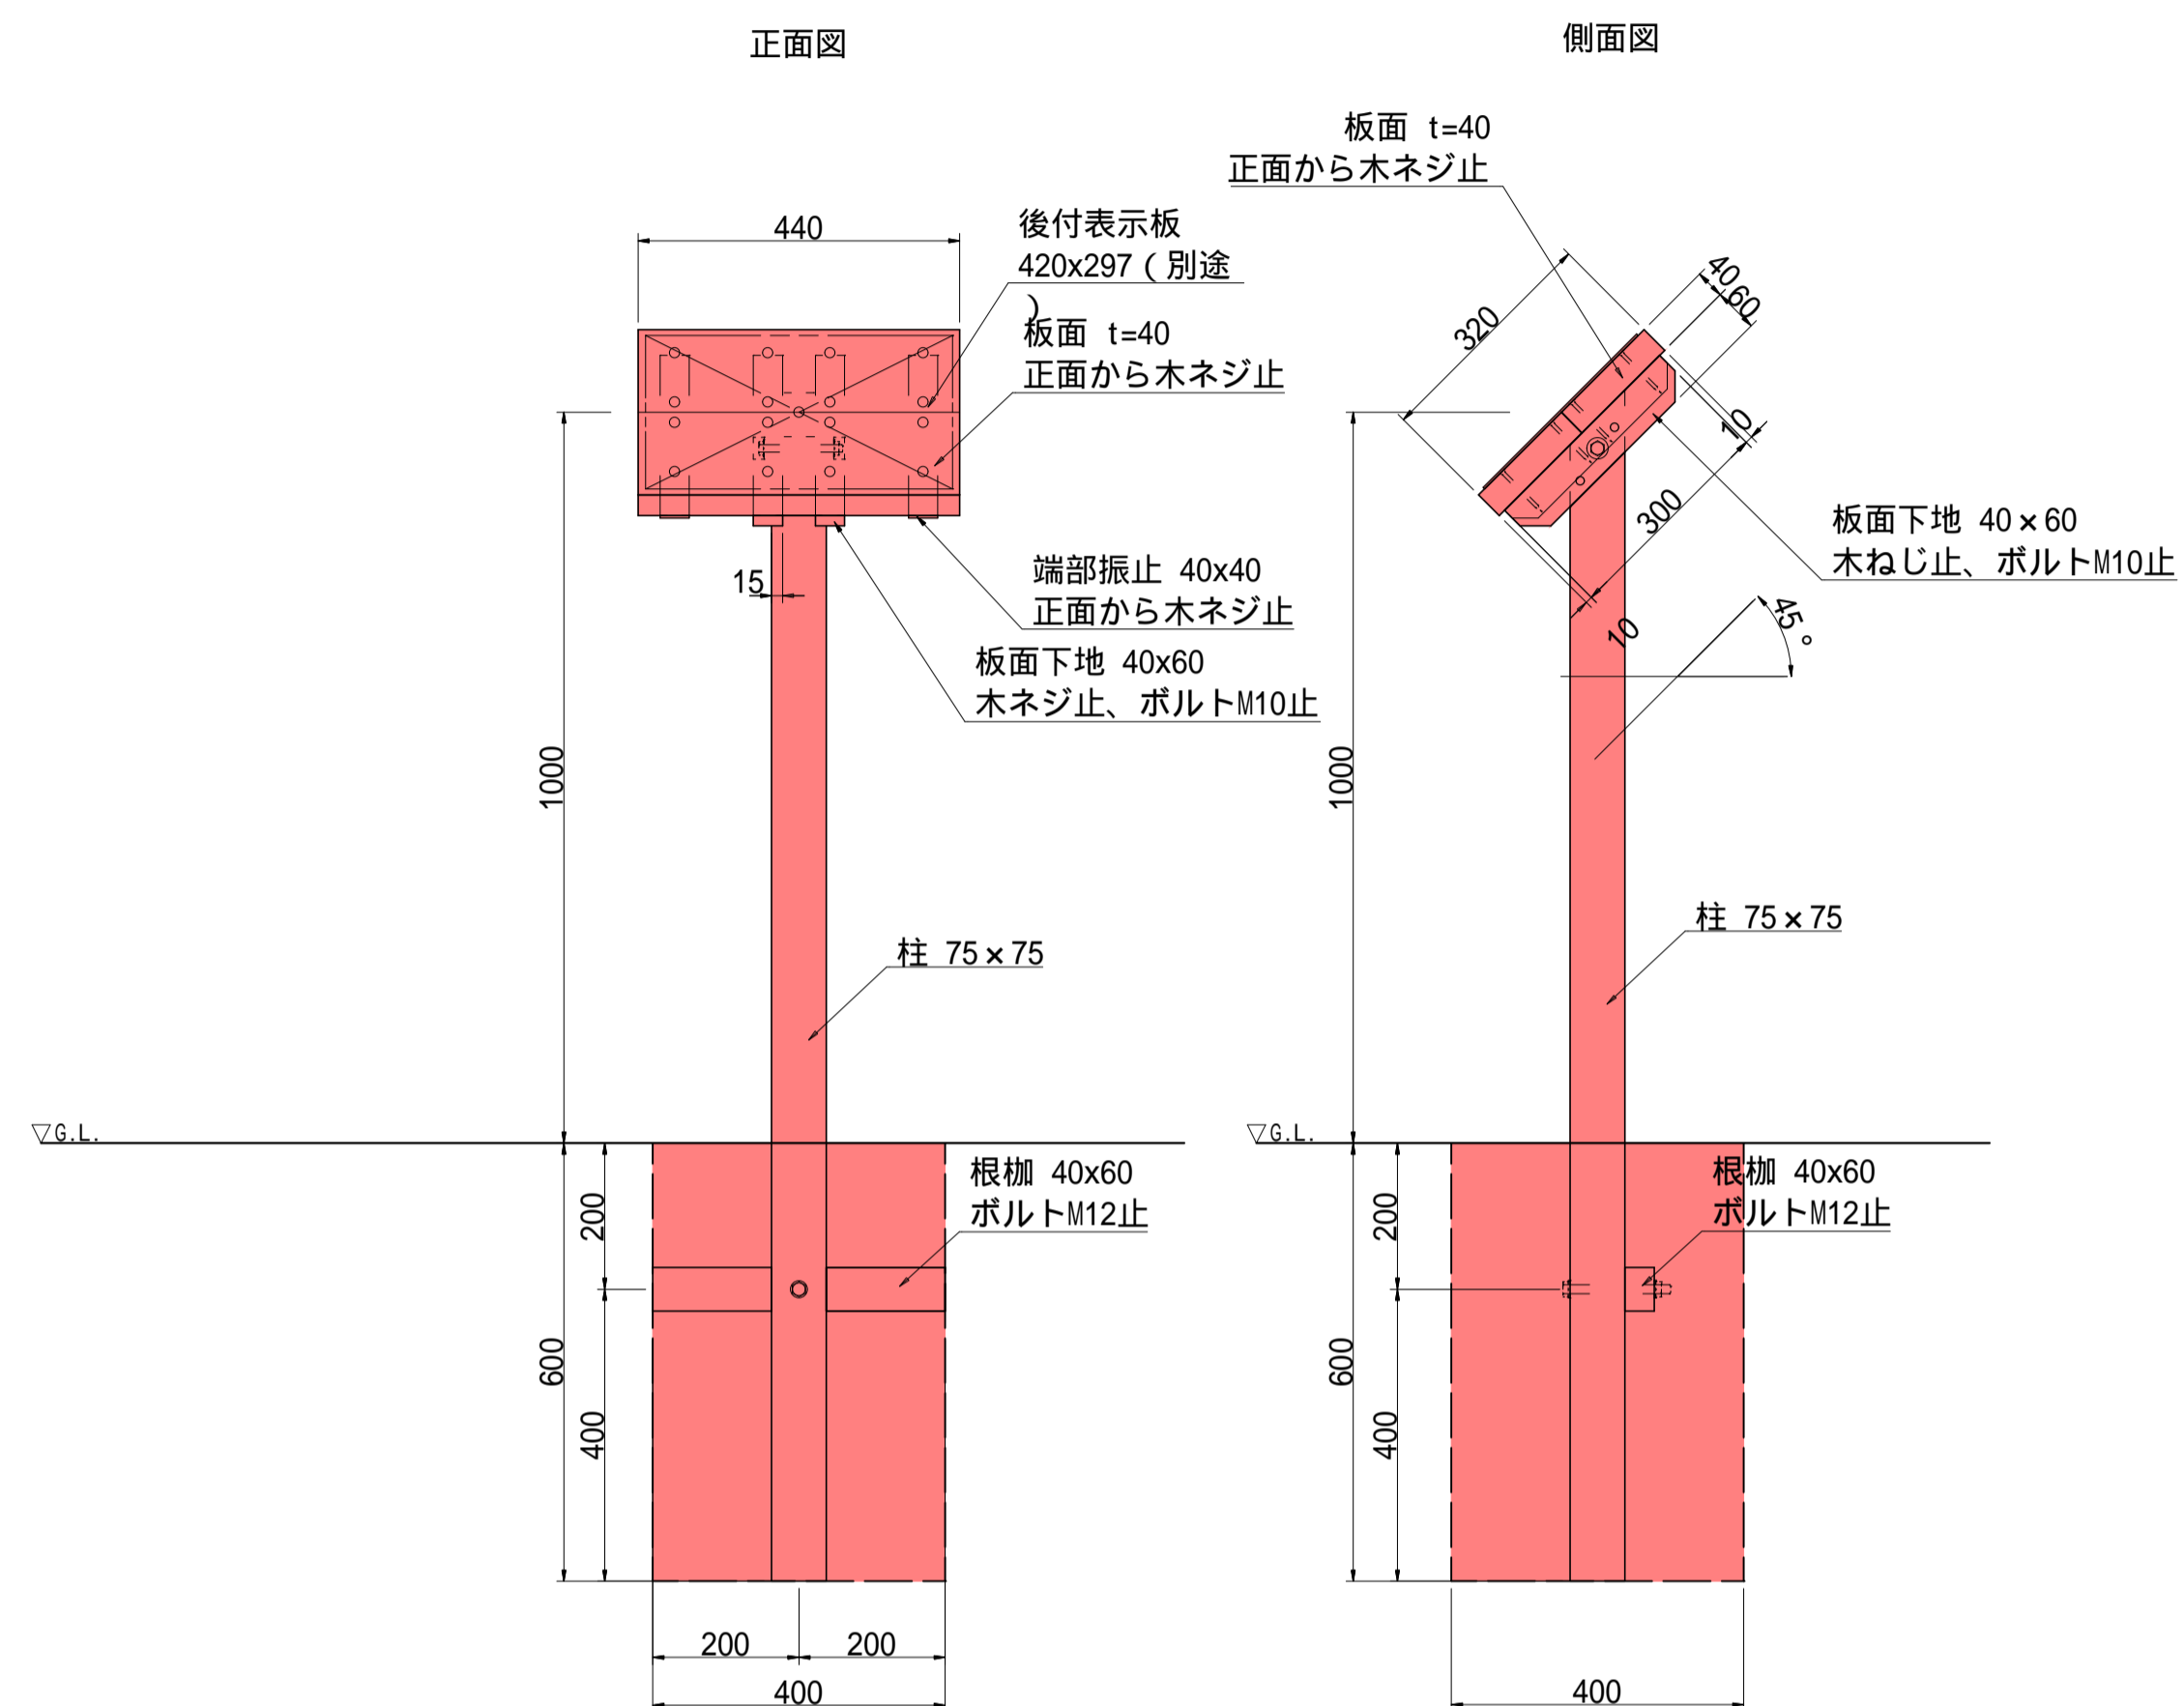 正面図
側面図
440
後付表示板
420x297(別途
)
板面 t=40
正面から木ネジ止
15
端部振止 40x40
正面から木ネジ止
板面下地 40x60
木ネジ止、ボルトM10止
1000
柱 75×75
G.L.
200
600
400
根枷 40x60
ボルトM12止
200
200
400
板面 t=40
正面から木ネジ止
320
40
60
10
300
10
板面下地 40×60
木ねじ止、ボルトM10止
45°
1000
柱 75×75
G.L.
200
600
400
根枷 40x60
ボルトM12止
400